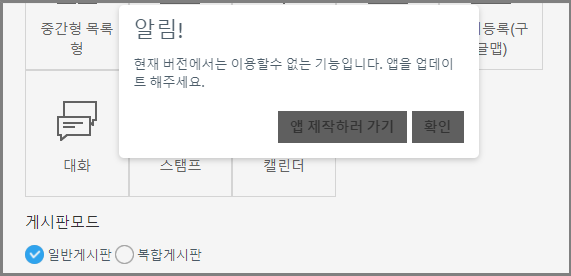 알림!
현재 버전에서는 이용할수 없는 기능입니다. 앱을 업데이
트 해주세요.
앱 제작하러 가기 확인
중간형 목록
형
등록(구
글맵)
대화 스탬프 캘린더
게시판모드
일반게시판 복합게시판